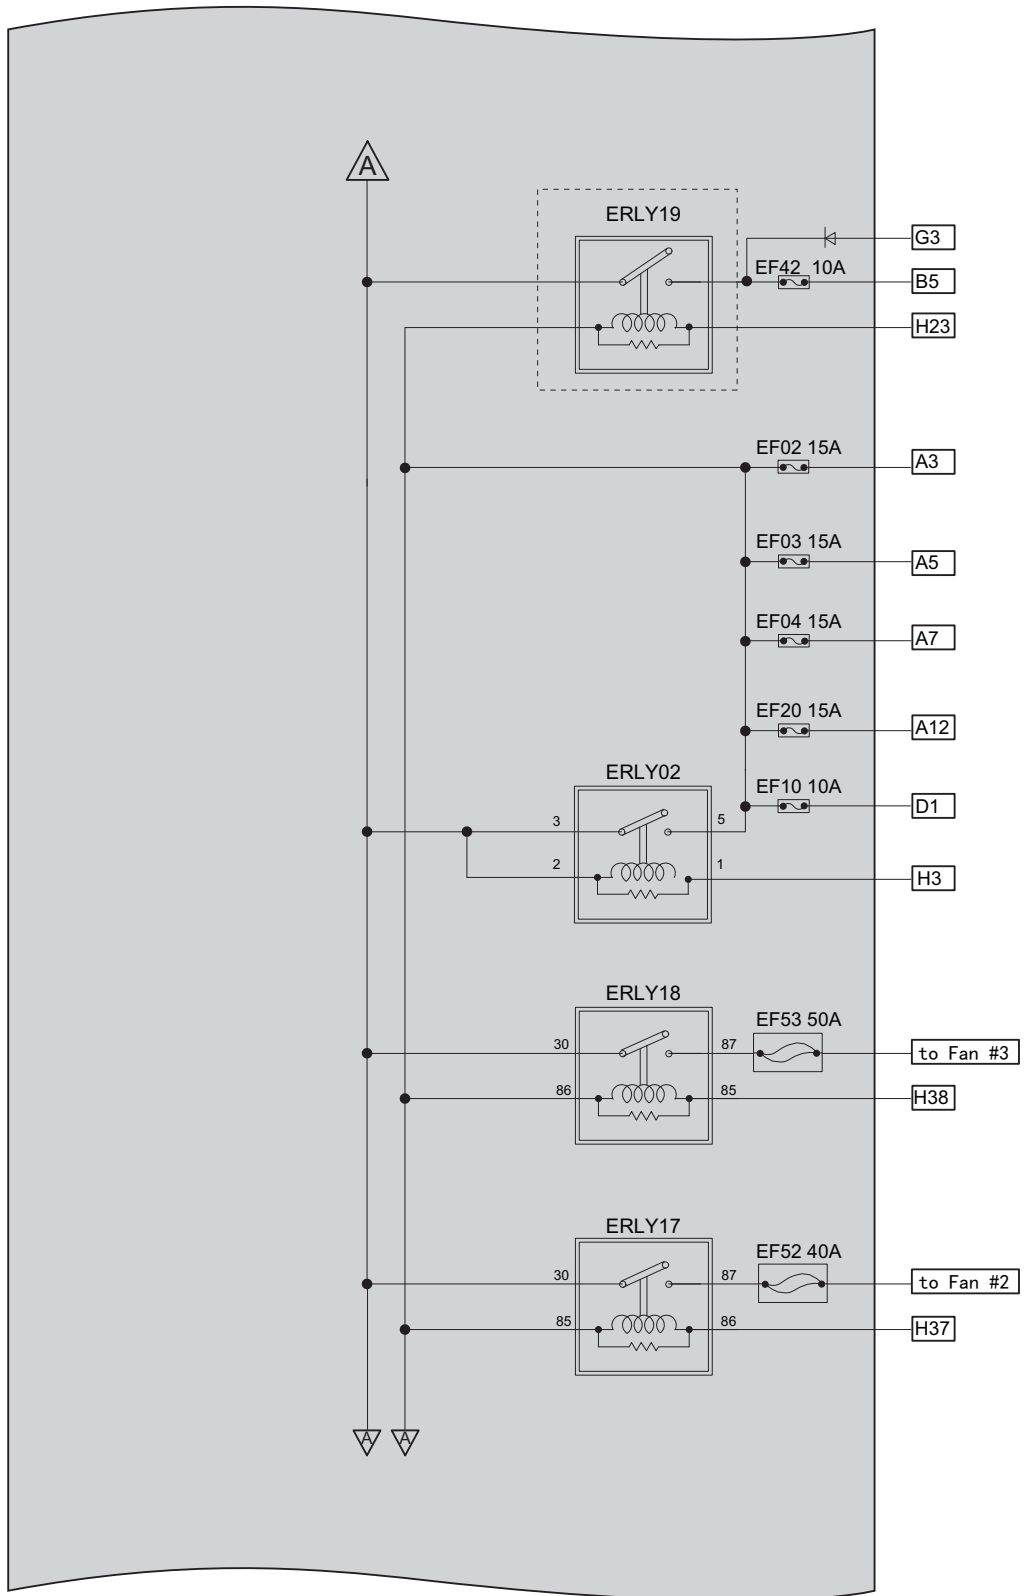 A
ERLY19
G3
EF42 10A
B5
H23
EF02 15A
A3
EF03 15A
A5
EF04 15A
A7
EF20 15A
A12
ERLY02
EF10 10A
D1
3
5
2
1
H3
ERLY18
EF53 50A
30
87
to Fan #3
86
85
H38
ERLY17
EF52 40A
30
87
to Fan #2
85
86
H37
A
A